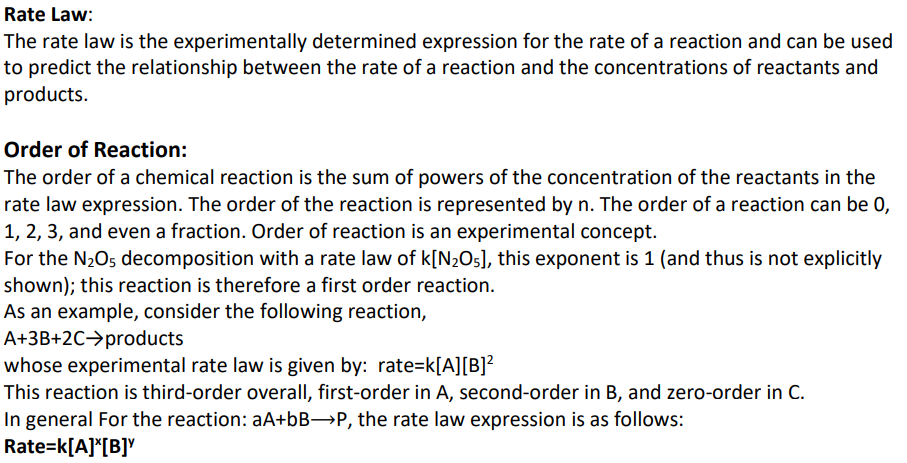 Rate Law:
The rate law is the experimentally determined expression for the rate of a reaction and can be used
to predict the relationship between the rate of a reaction and the concentrations of reactants and
products.
Order of Reaction:
The order of a chemical reaction is the sum of powers of the concentration of the reactants in the
rate law expression. The order of the reaction is represented by n. The order of a reaction can be 0,
1, 2, 3, and even a fraction. Order of reaction is an experimental concept.
For the N₂O₅ decomposition with a rate law of k[N₂O₅], this exponent is 1 (and thus is not explicitly
shown); this reaction is therefore a first order reaction.
As an example, consider the following reaction,
A+3B+2C→products
whose experimental rate law is given by: rate=k[A][B]²
This reaction is third-order overall, first-order in A, second-order in B, and zero-order in C.
In general For the reaction: aA+bB⟶P, the rate law expression is as follows:
Rate=k[A]ˣ[B]ʸ